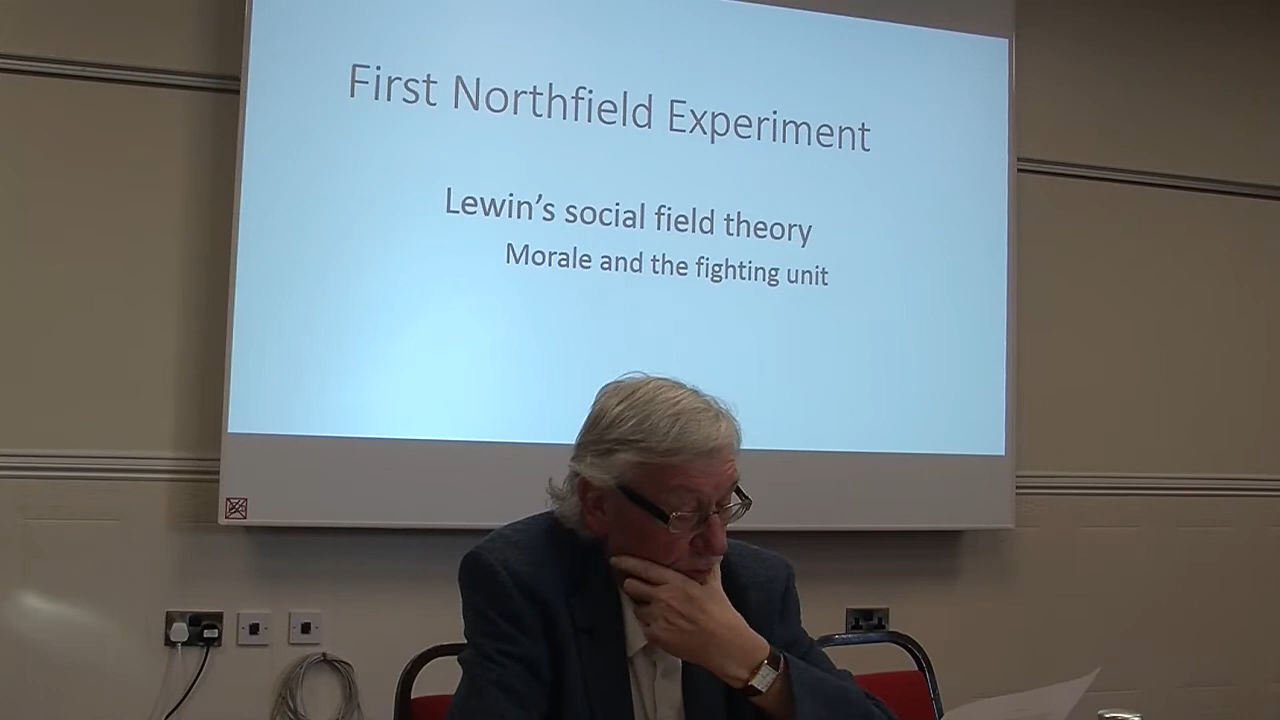 First Northfield Experiment
Lewin's social field theory
Morale and the fighting unit